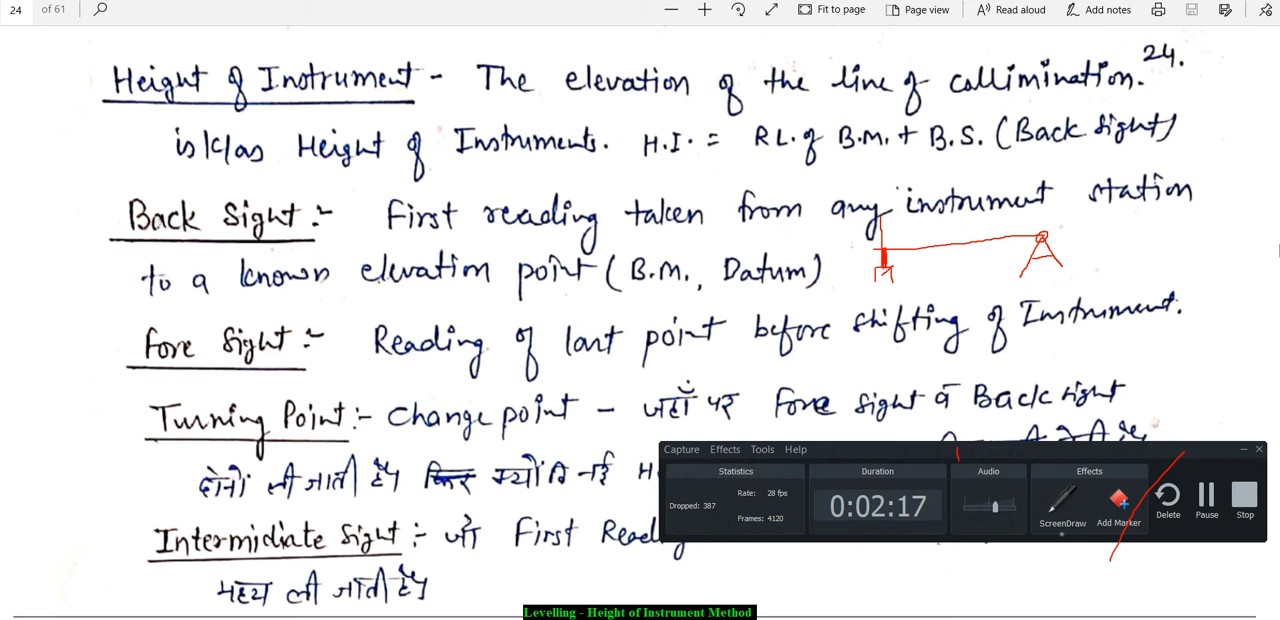 24 of 61 Fit to page Page view Read aloud Add notes
24.
Height of Instrument - The elevation of the line of callimination.
is/c/as Height of Instruments. H.I. = RL. of B.M. + B.S. (Back Sight)
Back Sight :- First reading taken from any instrument station
to a known elevation point (B.M., Datum)
Fore Sight :- Reading of last point before shifting of Instrument.
Turning Point :- Change point - जहाँ पर Fore sight व Back sight
दोनों ली जाती है। क्योंकि नई H
Intermidiate Sight :- जो First Reading
मध्य ली जाती है।
Capture Effects Tools Help
Statistics Duration Audio Effects
Dropped: 387 Rate: 28 fps Frames: 4120
0:02:17
ScreenDraw Add Marker Delete Pause Stop
Levelling - Height of Instrument Method